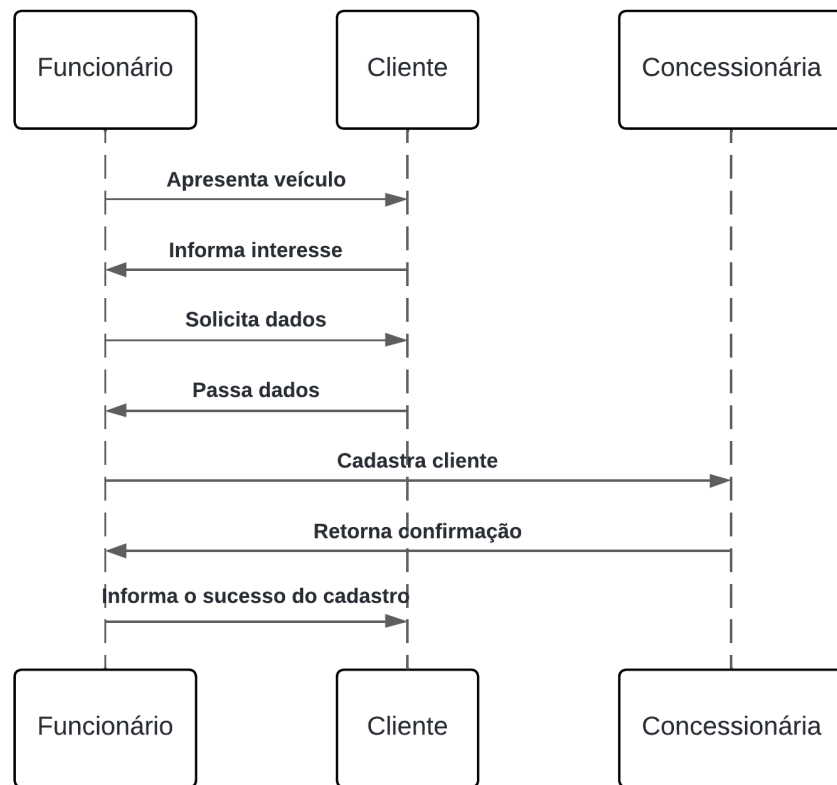 Funcionário
Cliente
Concessionária
Apresenta veículo
Informa interesse
Solicita dados
Passa dados
Cadastra cliente
Retorna confirmação
Informa o sucesso do cadastro
Funcionário
Cliente
Concessionária